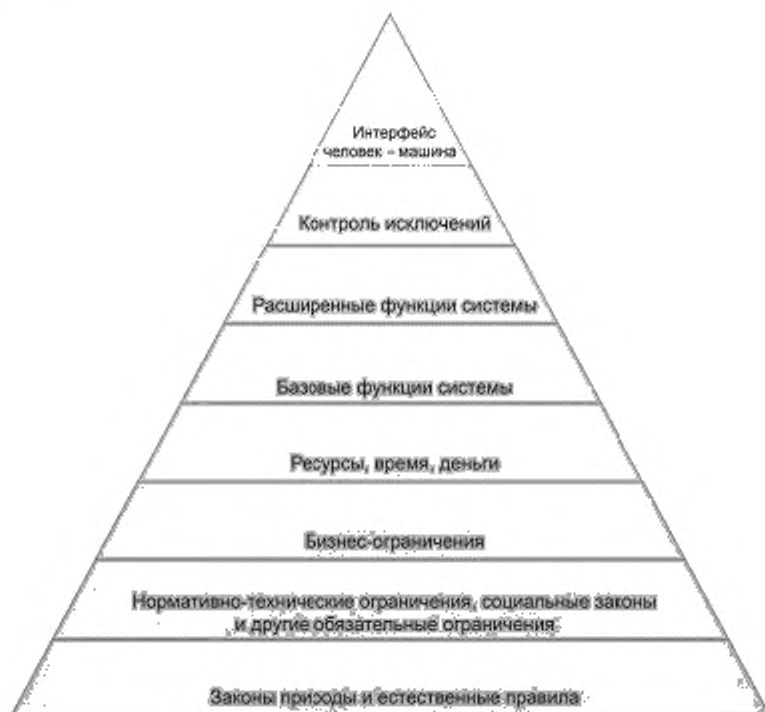 Интерфейс
человек – машина
Контроль исключений
Расширенные функции системы
Базовые функции системы
Ресурсы, время, деньги
Бизнес-ограничения
Нормативно-технические ограничения, социальные законы
и другие обязательные ограничения
Законы природы и естественные правила